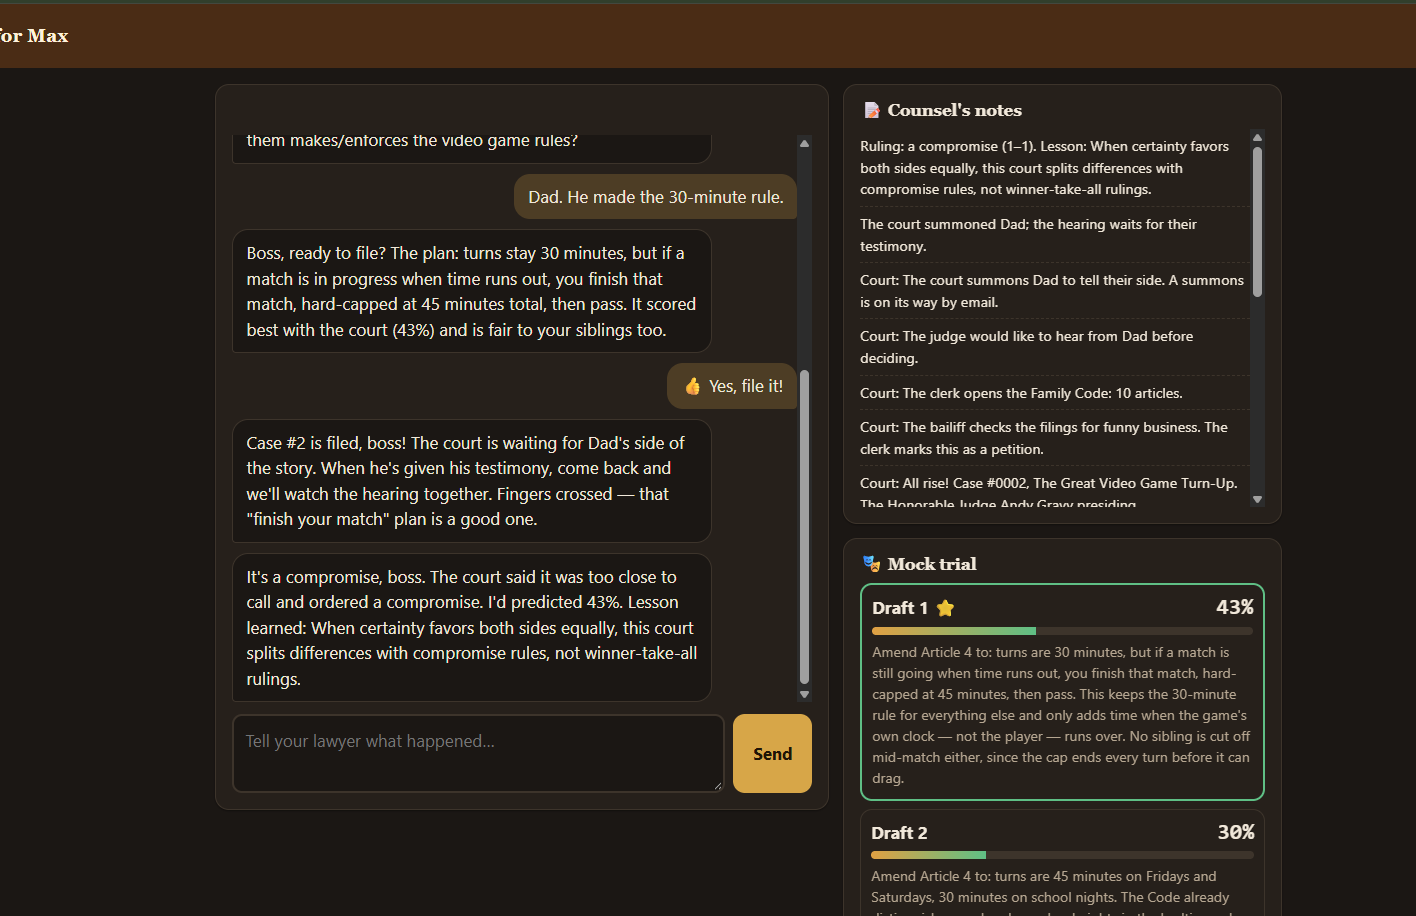 for Max
them makes/enforces the video game rules?
Dad. He made the 30-minute rule.
Boss, ready to file? The plan: turns stay 30 minutes, but if a
match is in progress when time runs out, you finish that
match, hard-capped at 45 minutes total, then pass. It scored
best with the court (43%) and is fair to your siblings too.
👍 Yes, file it!
Case #2 is filed, boss! The court is waiting for Dad's side of
the story. When he's given his testimony, come back and
we'll watch the hearing together. Fingers crossed — that
"finish your match" plan is a good one.
It's a compromise, boss. The court said it was too close to
call and ordered a compromise. I'd predicted 43%. Lesson
learned: When certainty favors both sides equally, this court
splits differences with compromise rules, not winner-take-all
rulings.
Tell your lawyer what happened...
Send
Counsel's notes
Ruling: a compromise (1–1). Lesson: When certainty favors
both sides equally, this court splits differences with
compromise rules, not winner-take-all rulings.
The court summoned Dad; the hearing waits for their
testimony.
Court: The court summons Dad to tell their side. A summons
is on its way by email.
Court: The judge would like to hear from Dad before
deciding.
Court: The clerk opens the Family Code: 10 articles.
Court: The bailiff checks the filings for funny business. The
clerk marks this as a petition.
Court: All rise! Case #0002, The Great Video Game Turn-Up.
The Honorable Judge Andy Gravy presiding
Mock trial
Draft 1 ⭐ 43%
Amend Article 4 to: turns are 30 minutes, but if a match is
still going when time runs out, you finish that match, hard-
capped at 45 minutes, then pass. This keeps the 30-minute
rule for everything else and only adds time when the game's
own clock — not the player — runs over. No sibling is cut off
mid-match either, since the cap ends every turn before it can
drag.
Draft 2 30%
Amend Article 4 to: turns are 45 minutes on Fridays and
Saturdays, 30 minutes on school nights. The Code already